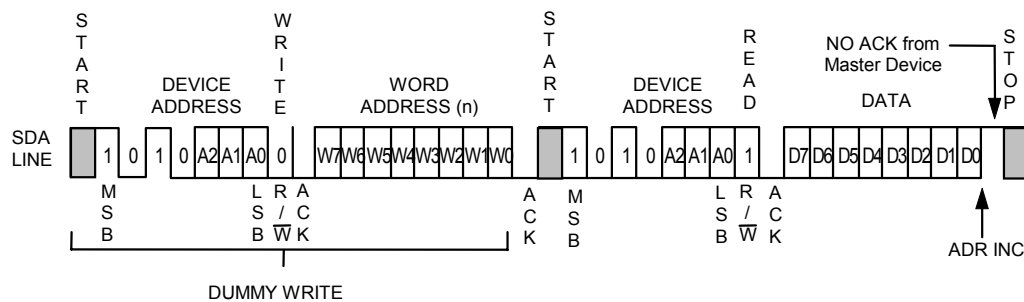 START
WRITE
START
READ
NO ACK from
Master Device
STOP
DEVICE
ADDRESS
WORD
ADDRESS (n)
DEVICE
ADDRESS
DATA
SDA
LINE
1 0 1 0 A2 A1 A0 0 W7 W6 W5 W4 W3 W2 W1 W0 1 0 1 0 A2 A1 A0 1 D7 D6 D5 D4 D3 D2 D1 D0
MSB
LSB
R/W̅
ACK
ACK
MSB
LSB
R/W̅
ACK
ADR INC
DUMMY WRITE